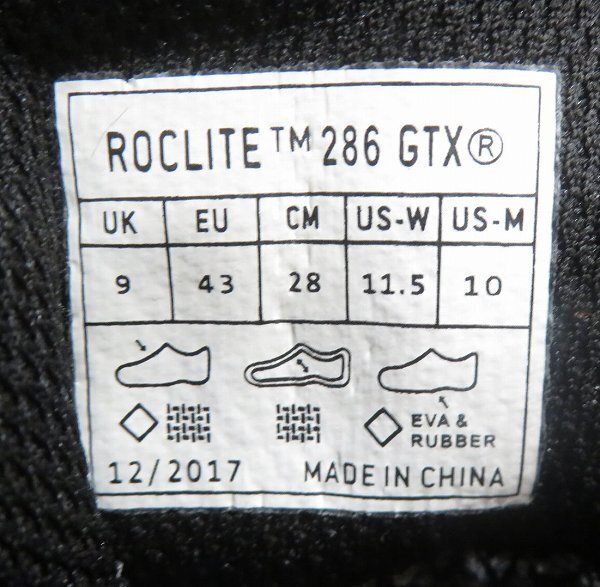 ROCLITE™ 286 GTX®
UK EU CM US-W US-M
9 43 28 11.5 10
EVA &
RUBBER
12/2017 MADE IN CHINA